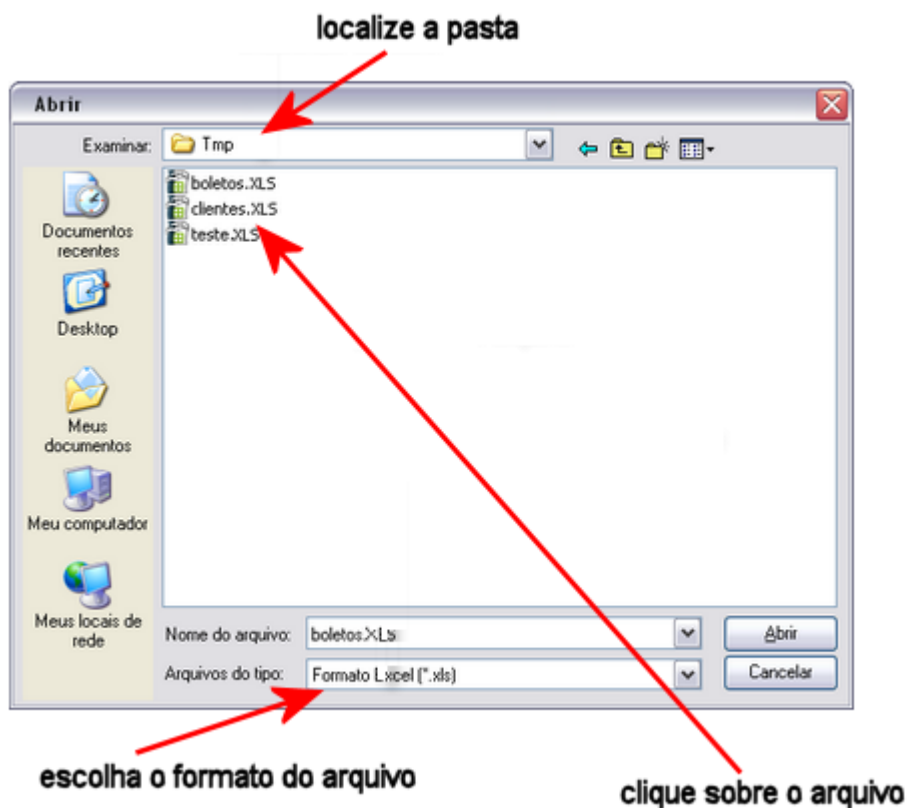 localize a pasta
Abrir
Examinar:
Tmp
boletos.XLS
clientes.XLS
teste.XLS
Documentos
recentes
Desktop
Meus
documentos
Meu computador
Meus locais de
rede
Nome do arquivo:
boletos.XLS
Abrir
Arquivos do tipo:
Formato Excel (*.xls)
Cancelar
escolha o formato do arquivo
clique sobre o arquivo